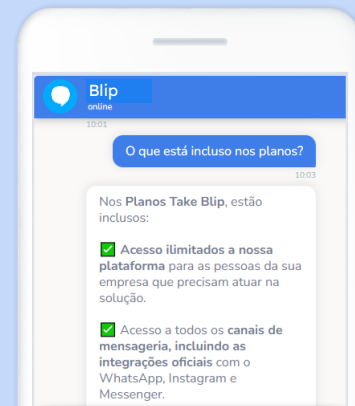 Blip
online
10:01
O que está incluso nos planos?
10:03
Nos Planos Take Blip, estão
inclusos:
✅ Acesso ilimitados a nossa
plataforma para as pessoas da sua
empresa que precisam atuar na
solução.
✅ Acesso a todos os canais de
mensageria, incluindo as
integrações oficiais com o
WhatsApp, Instagram e
Messenger.